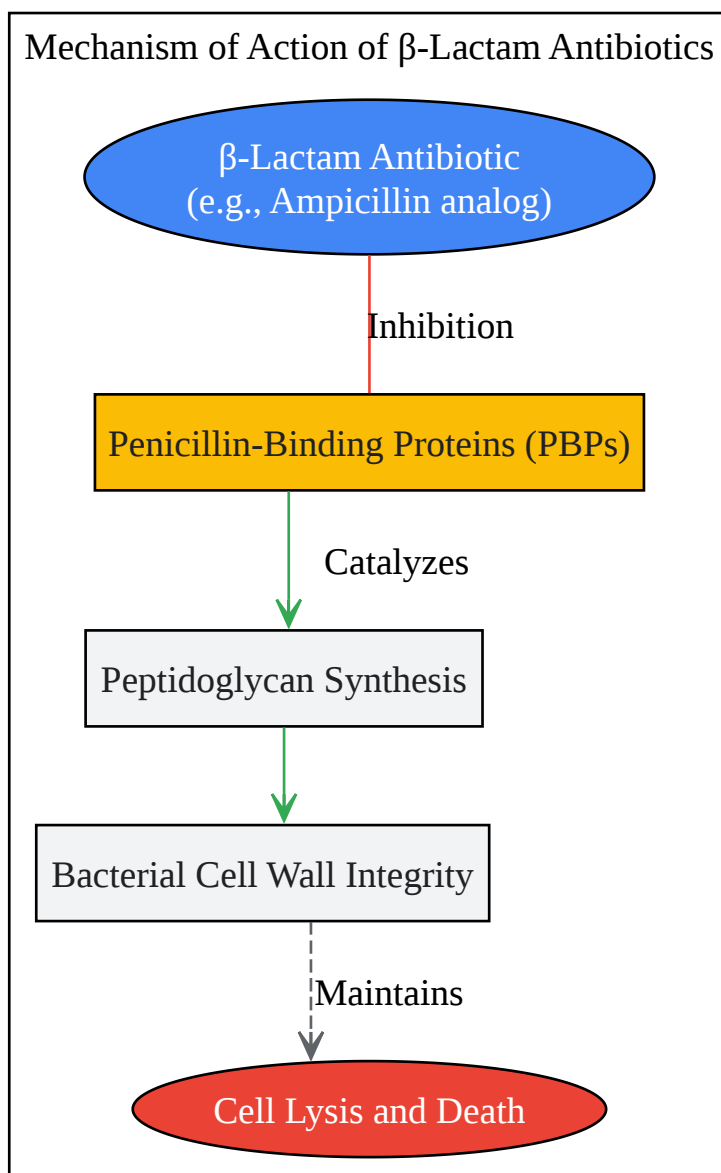 Mechanism of Action of β-Lactam Antibiotics
β-Lactam Antibiotic
(e.g., Ampicillin analog)
Inhibition
Penicillin-Binding Proteins (PBPs)
Catalyzes
Peptidoglycan Synthesis
Bacterial Cell Wall Integrity
Maintains
Cell Lysis and Death